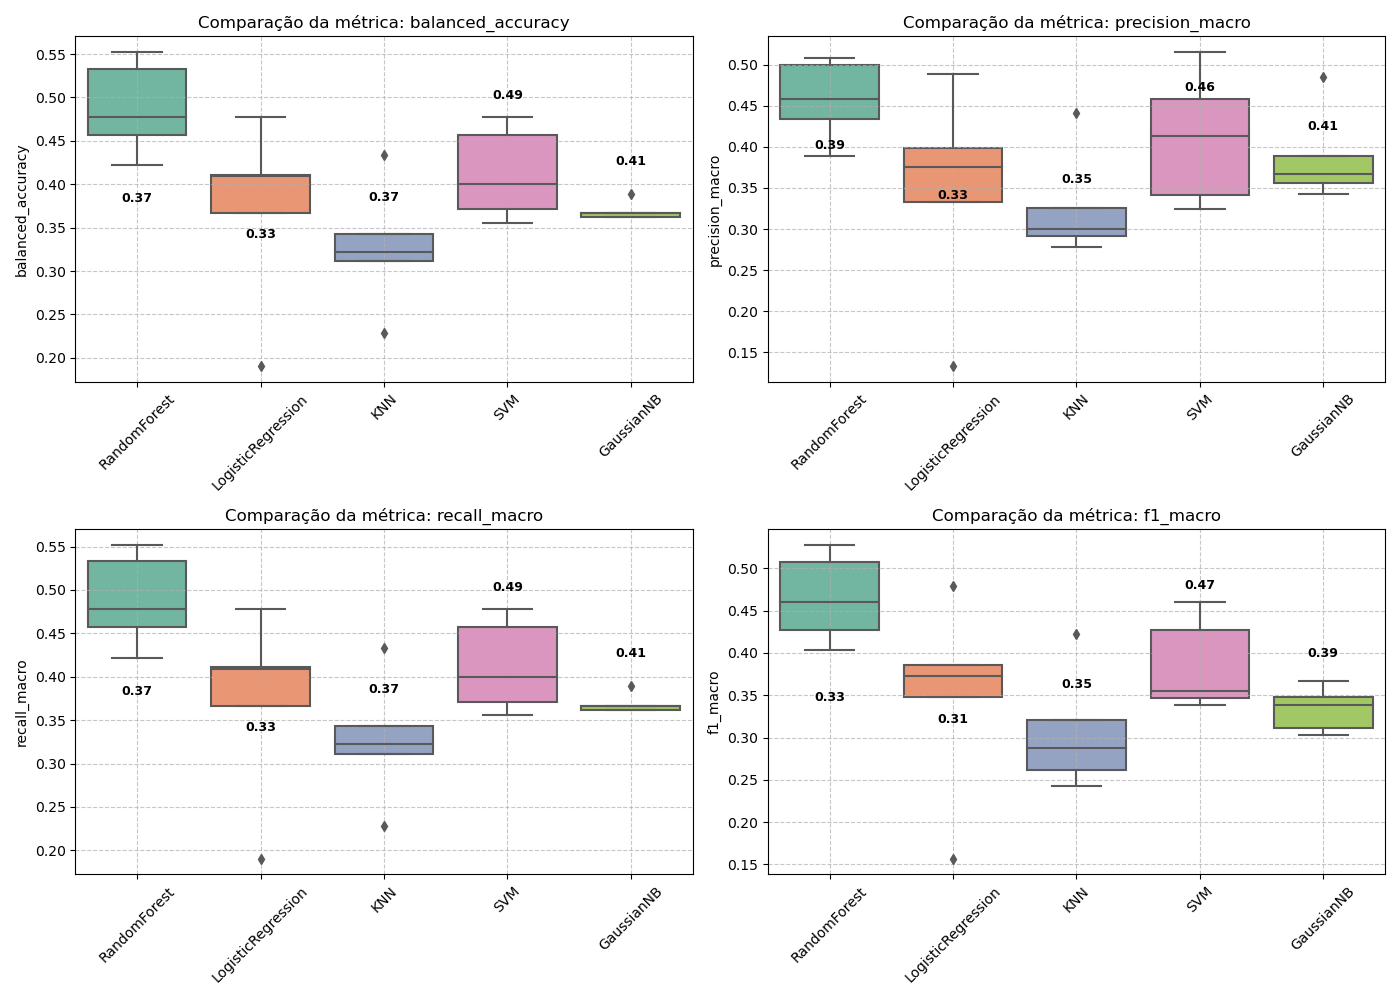 Comparação da métrica: balanced_accuracy
balanced_accuracy
0.55
0.50
0.45
0.40
0.35
0.30
0.25
0.20
0.37
0.33
0.37
0.49
0.41
RandomForest
LogisticRegression
KNN
SVM
GaussianNB
Comparação da métrica: precision_macro
precision_macro
0.50
0.45
0.40
0.35
0.30
0.25
0.20
0.15
0.39
0.33
0.35
0.46
0.41
RandomForest
LogisticRegression
KNN
SVM
GaussianNB
Comparação da métrica: recall_macro
recall_macro
0.55
0.50
0.45
0.40
0.35
0.30
0.25
0.20
0.37
0.33
0.37
0.49
0.41
RandomForest
LogisticRegression
KNN
SVM
GaussianNB
Comparação da métrica: f1_macro
f1_macro
0.50
0.45
0.40
0.35
0.30
0.25
0.20
0.15
0.33
0.31
0.35
0.47
0.39
RandomForest
LogisticRegression
KNN
SVM
GaussianNB